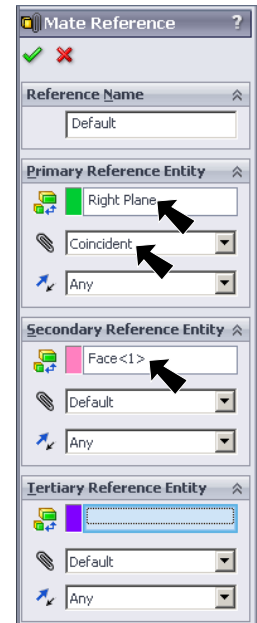 Mate Reference ?
Reference Name
Default
Primary Reference Entity
Right Plane
Coincident
Any
Secondary Reference Entity
Face<1>
Default
Any
Tertiary Reference Entity
Default
Any